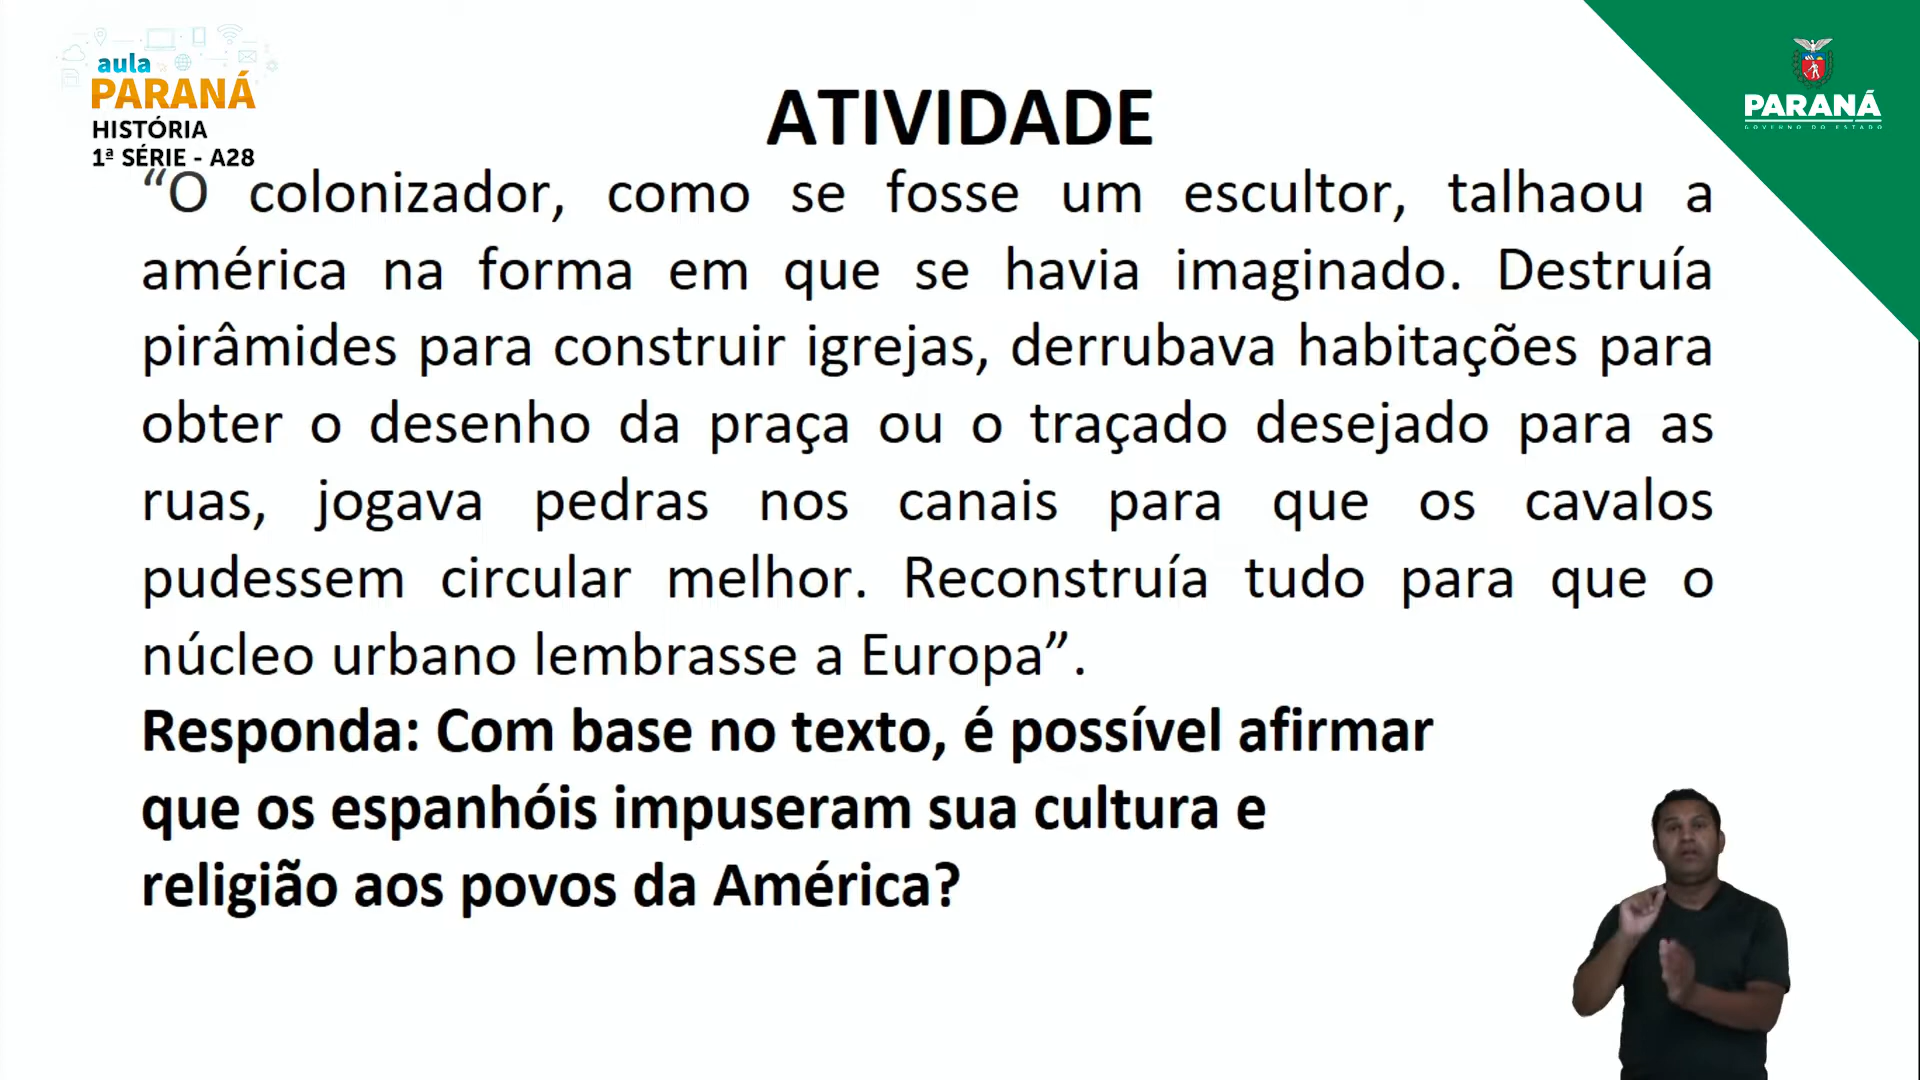 aula
PARANÁ
HISTÓRIA
1ª SÉRIE - A28
PARANÁ
GOVERNO DO ESTADO
ATIVIDADE
“O colonizador, como se fosse um escultor, talhaou a
américa na forma em que se havia imaginado. Destruía
pirâmides para construir igrejas, derrubava habitações para
obter o desenho da praça ou o traçado desejado para as
ruas, jogava pedras nos canais para que os cavalos
pudessem circular melhor. Reconstruía tudo para que o
núcleo urbano lembrasse a Europa”.
Responda: Com base no texto, é possível afirmar
que os espanhóis impuseram sua cultura e
religião aos povos da América?